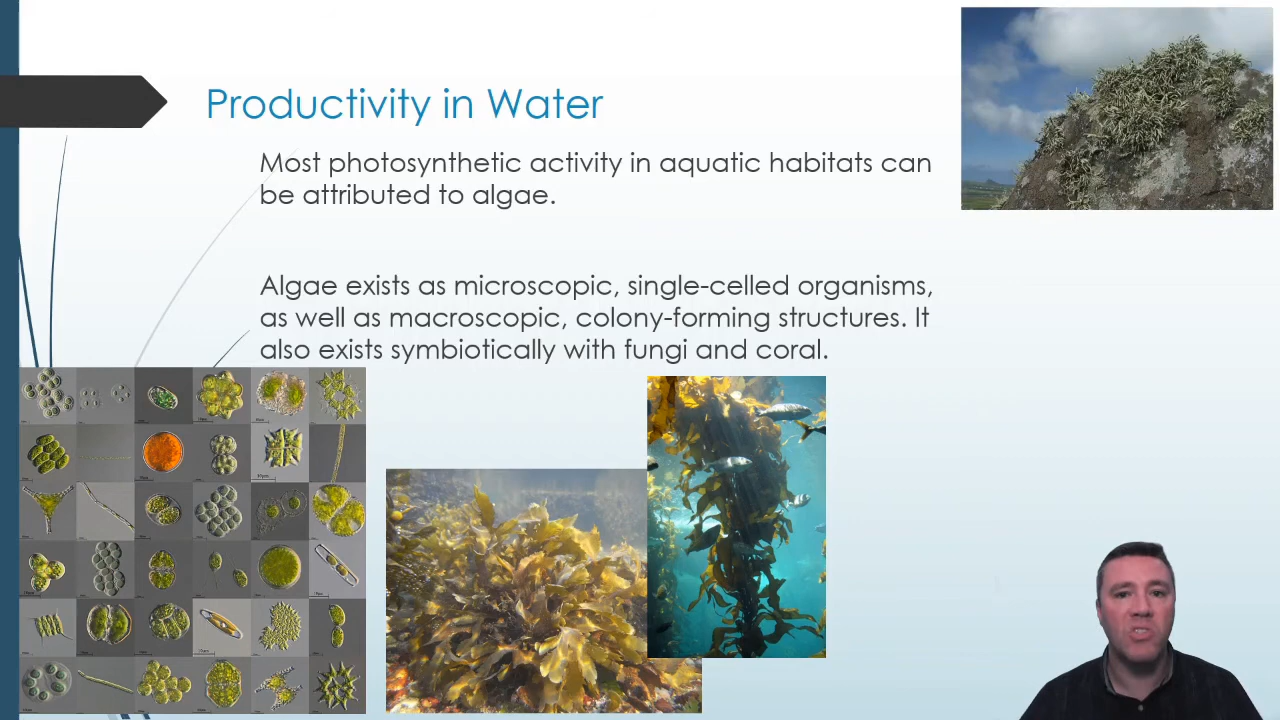 Productivity in Water
Most photosynthetic activity in aquatic habitats can
be attributed to algae.
Algae exists as microscopic, single-celled organisms,
as well as macroscopic, colony-forming structures. It
also exists symbiotically with fungi and coral.